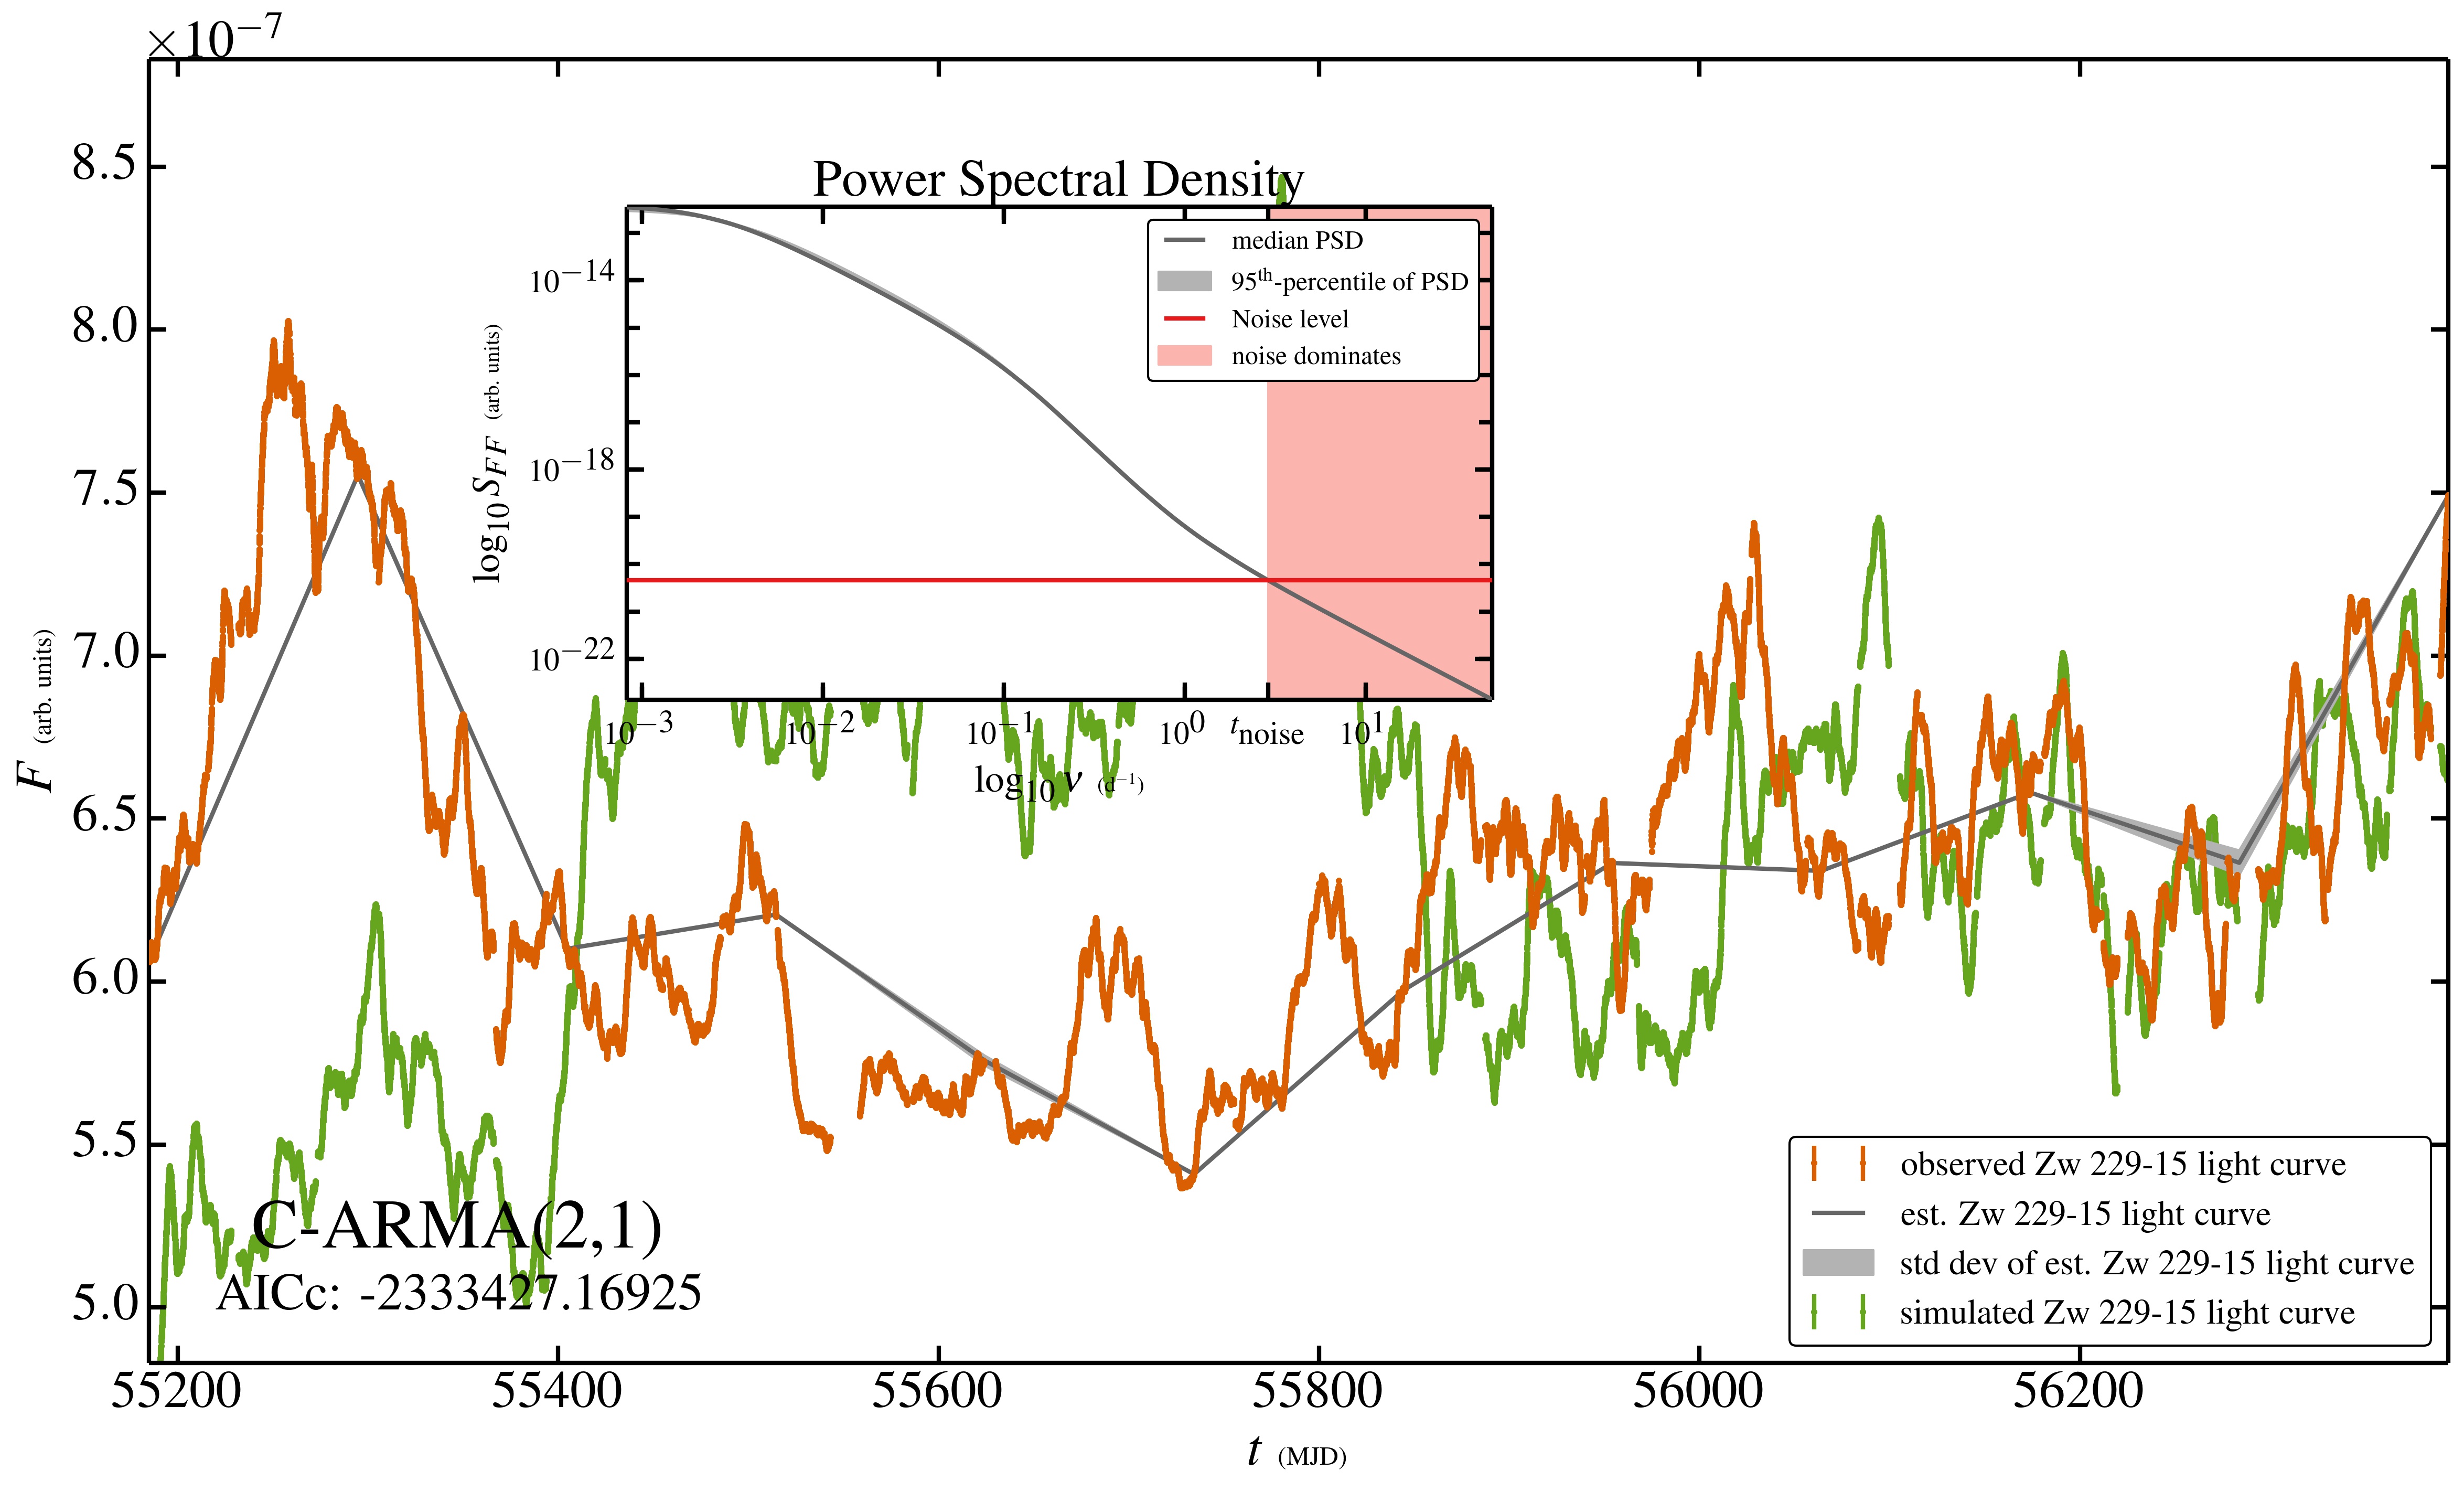 ×10−7
8.5
8.0
7.5
7.0
6.5
6.0
5.5
5.0
F (arb. units)
Power Spectral Density
median PSD
95th-percentile of PSD
Noise level
noise dominates
10−14
10−18
10−22
log10 SFF (arb. units)
10−3 10−2 10−1 100 tnoise 101
log10 ν (d−1)
C-ARMA(2,1)
AICc: -2333427.16925
observed Zw 229-15 light curve
est. Zw 229-15 light curve
std dev of est. Zw 229-15 light curve
simulated Zw 229-15 light curve
55200 55400 55600 55800 56000 56200
t (MJD)